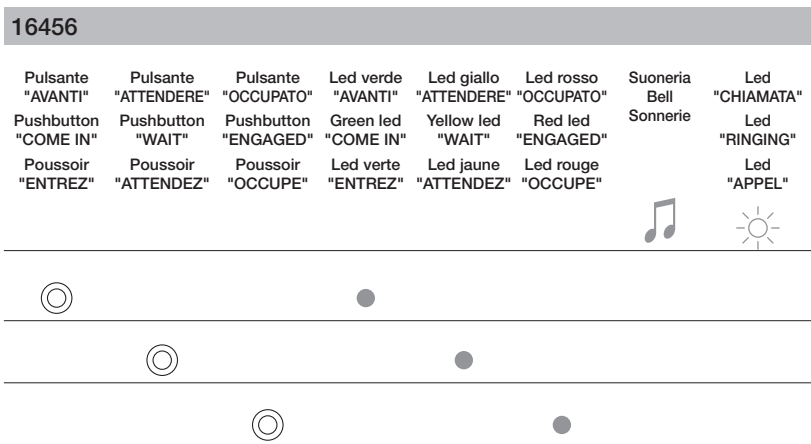 16456
Pulsante "AVANTI"
Pushbutton "COME IN"
Poussoir "ENTREZ"
Pulsante "ATTENDERE"
Pushbutton "WAIT"
Poussoir "ATTENDEZ"
Pulsante "OCCUPATO"
Pushbutton "ENGAGED"
Poussoir "OCCUPE"
Led verde "AVANTI"
Green led "COME IN"
Led verte "ENTREZ"
Led giallo "ATTENDERE"
Yellow led "WAIT"
Led jaune "ATTENDEZ"
Led rosso "OCCUPATO"
Red led "ENGAGED"
Led rouge "OCCUPE"
Suoneria
Bell
Sonnerie
Led "CHIAMATA"
Led "RINGING"
Led "APPEL"